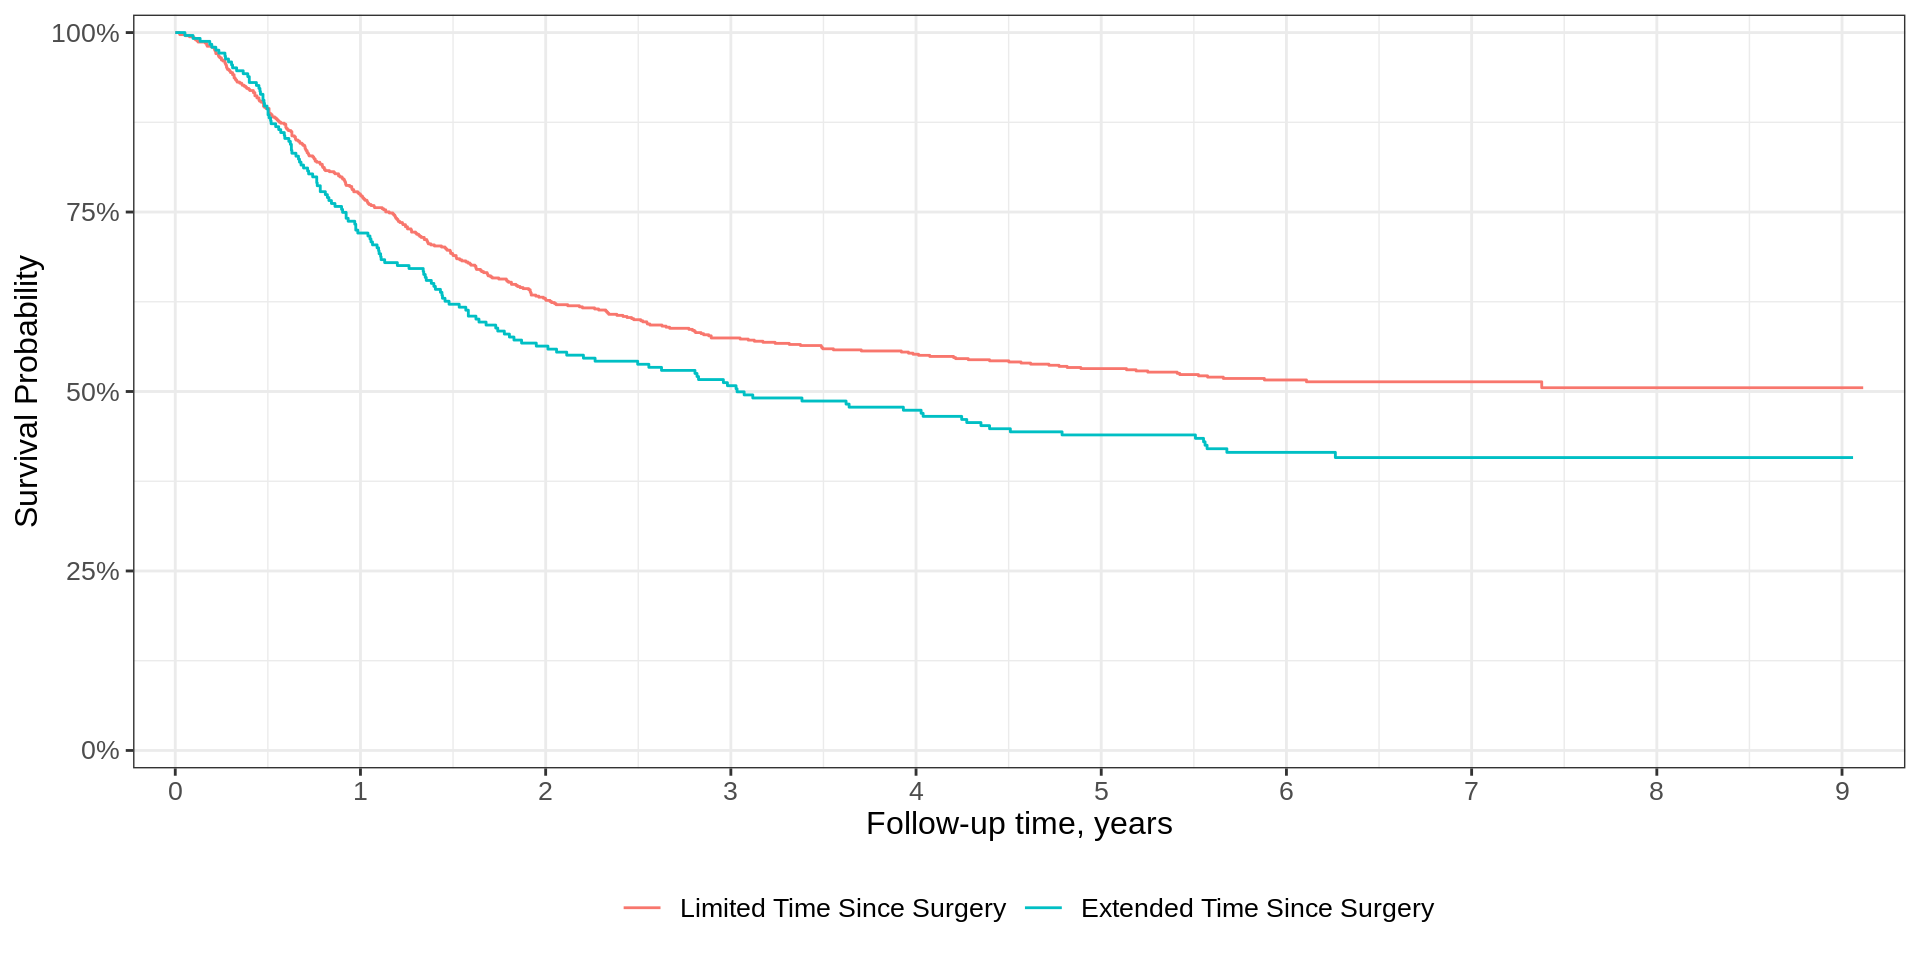 100%
75%
50%
25%
0%
Survival Probability
0 1 2 3 4 5 6 7 8 9
Follow-up time, years
Limited Time Since Surgery Extended Time Since Surgery